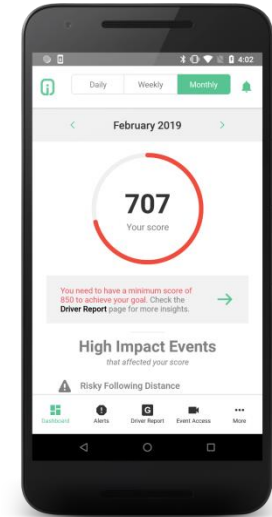 4:02
Daily Weekly Monthly
February 2019
707
Your score
You need to have a minimum score of
850 to achieve your goal. Check the
Driver Report page for more insights.
High Impact Events
that affected your score
Risky Following Distance
Dashboard Alerts Driver Report Event Access More